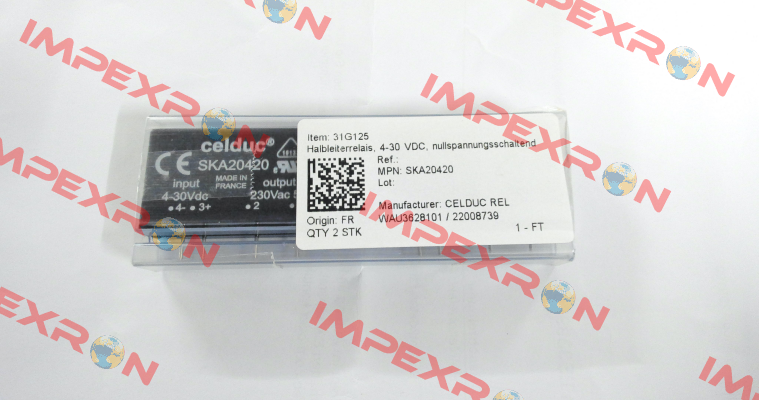 IMPEXRON
IMPEXRON
IMPEXRON
IMPEXRON
IMPEXRON
IMPEXRON
IMPEXRON
IMPEXRON
celduc®
CE SKA20420
MADE IN
FRANCE
input
4-30Vdc
4- 3+
output
230Vac
2
Item: 31G125
Halbleiterrelais, 4-30 VDC, nullspannungsschaltend
Ref.:
MPN: SKA20420
Lot:
Manufacturer: CELDUC REL
Origin: FR
WAU3628101 / 22008739
QTY 2 STK
1 - FT